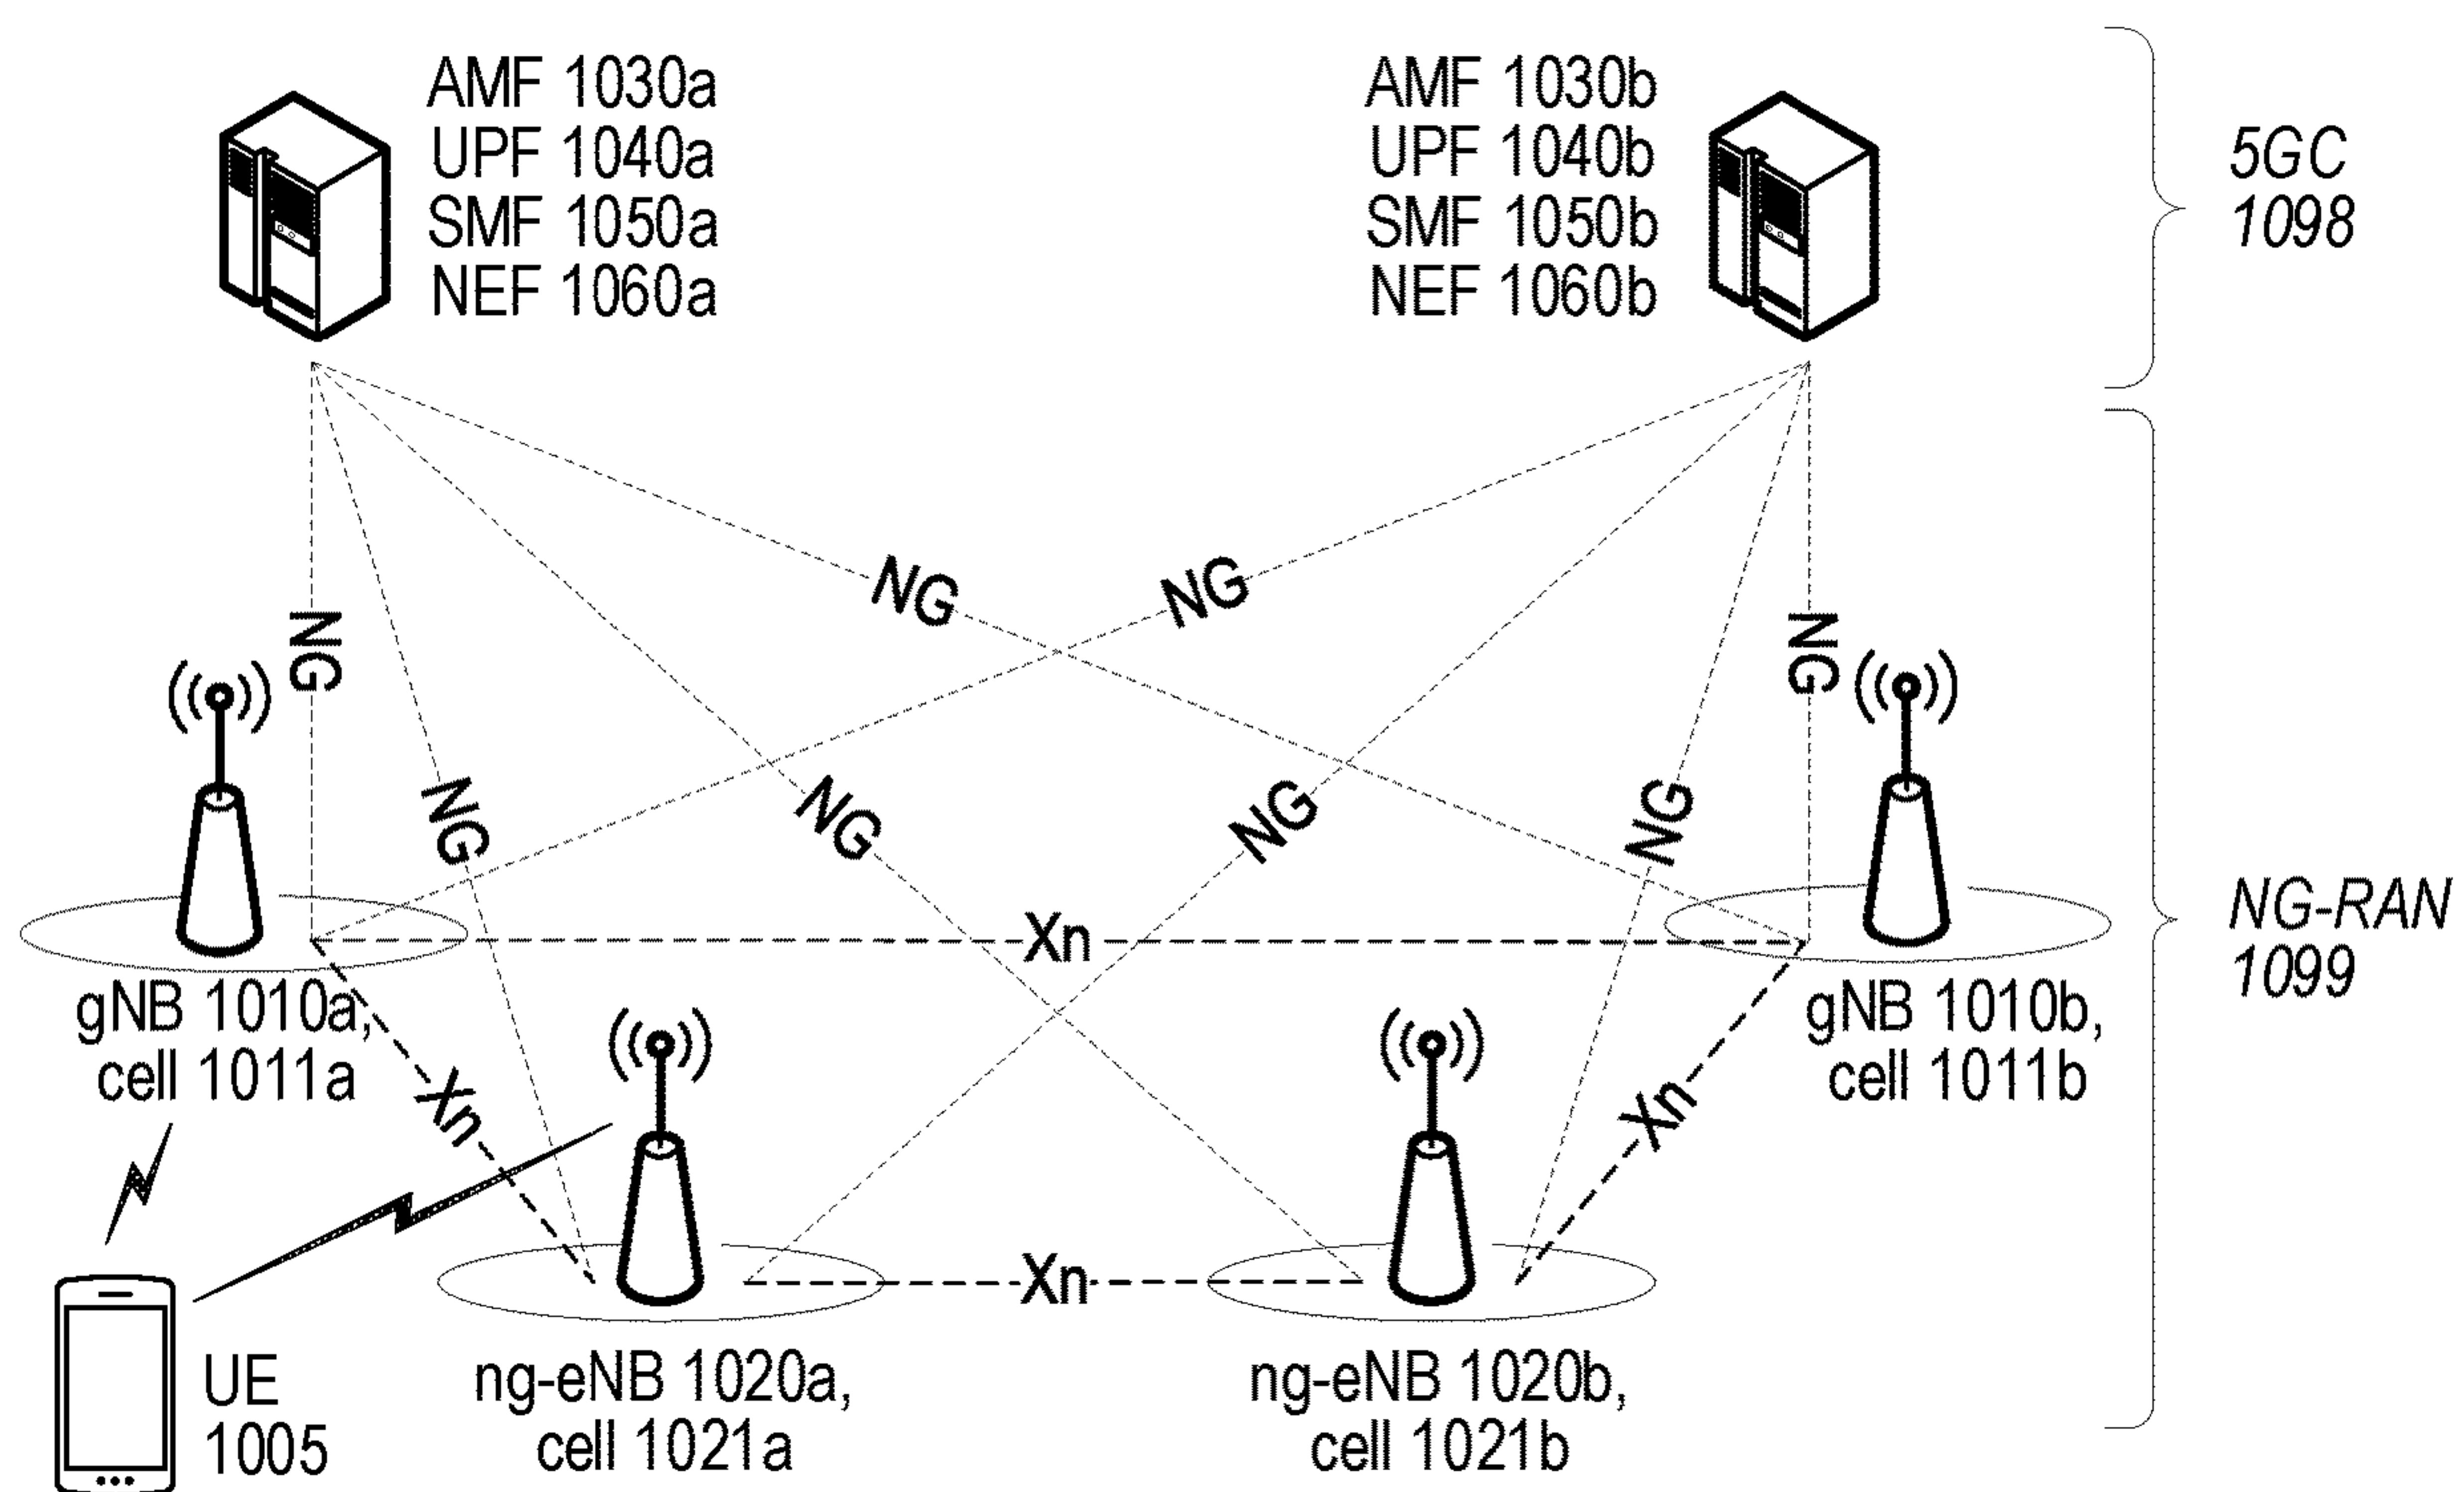 AMF 1030a
UPF 1040a
SMF 1050a
NEF 1060a
AMF 1030b
UPF 1040b
SMF 1050b
NEF 1060b
5GC
1098
NG
NG
NG
NG
NG
NG
NG
NG
Xn
gNB 1010a,
cell 1011a
gNB 1010b,
cell 1011b
NG-RAN
1099
Xn
Xn
Xn
UE
1005
ng-eNB 1020a,
cell 1021a
ng-eNB 1020b,
cell 1021b